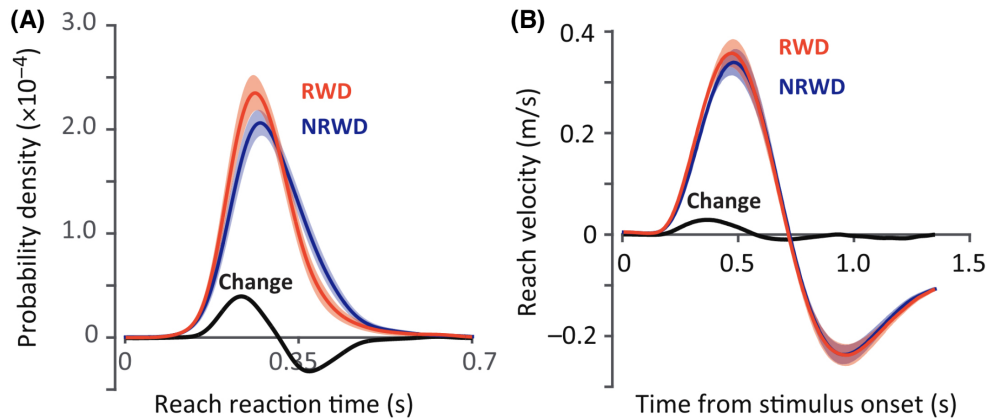 (A)
3.0
2.0
1.0
0
0
0.35
0.7
Probability density (×10⁻⁴)
RWD
NRWD
Change
Reach reaction time (s)
(B)
0.4
0.2
0
−0.2
0
0.5
1.0
1.5
Reach velocity (m/s)
RWD
NRWD
Change
Time from stimulus onset (s)